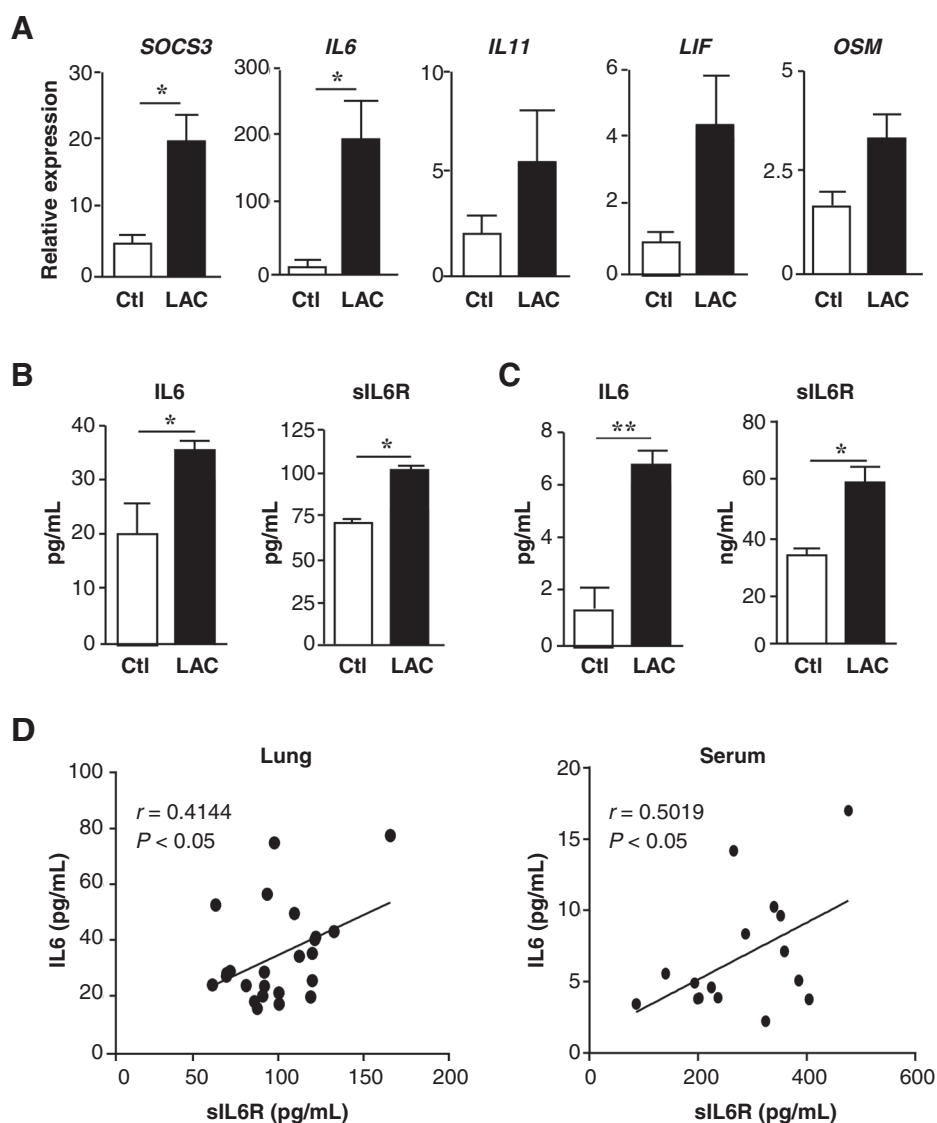 A
SOCS3 IL6 IL11 LIF OSM
Relative expression
30 20 10 0
Ctl LAC
*
300 200 100 0
Ctl LAC
*
10 5 0
Ctl LAC
6 4 2 0
Ctl LAC
5 2.5 0
Ctl LAC
B
IL6
pg/mL
40 30 20 10 0
*
Ctl LAC
sIL6R
pg/mL
125 100 75 50 25 0
*
Ctl LAC
C
IL6
pg/mL
8 6 4 2 0
**
Ctl LAC
sIL6R
ng/mL
80 60 40 20 0
*
Ctl LAC
D
Lung
r = 0.4144
P < 0.05
IL6 (pg/mL)
100 80 60 40 20 0
0 50 100 150 200
sIL6R (pg/mL)
Serum
r = 0.5019
P < 0.05
IL6 (pg/mL)
20 15 10 5 0
0 200 400 600
sIL6R (pg/mL)